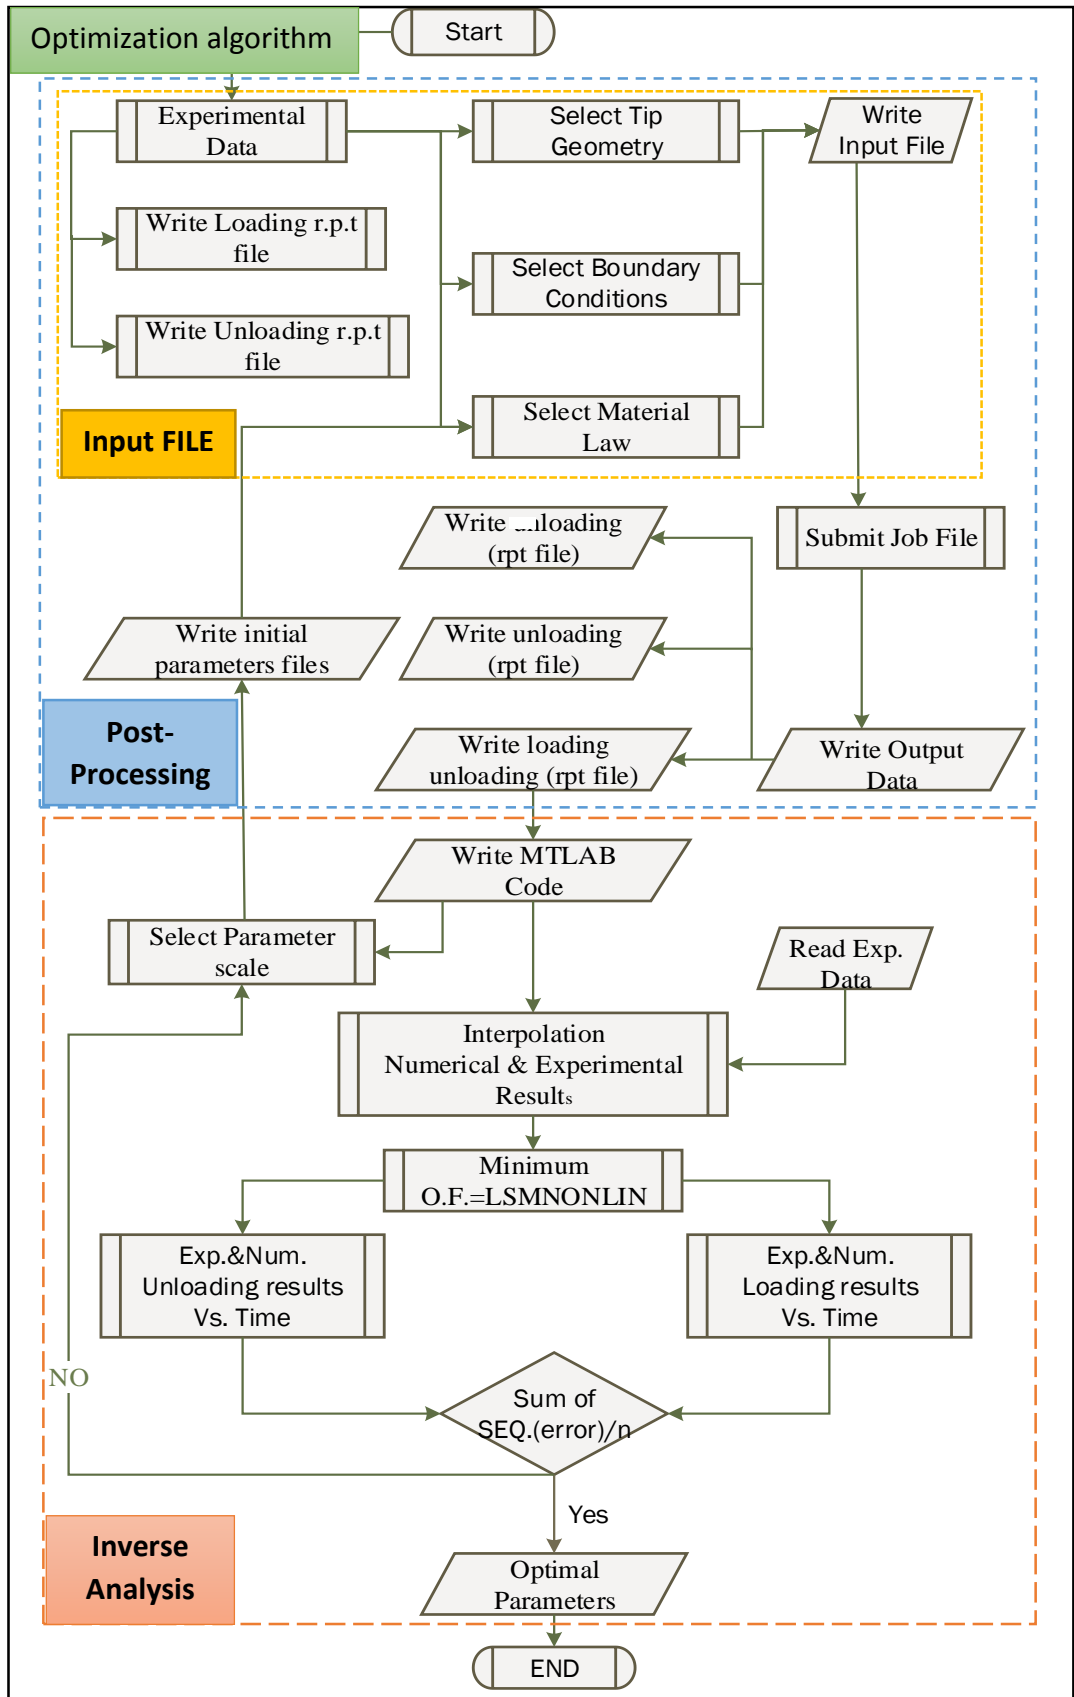 Optimization algorithm
Start
Experimental
Data
Select Tip
Geometry
Write
Input File
Write Loading r.p.t
file
Select Boundary
Conditions
Write Unloading r.p.t
file
Select Material
Law
Input FILE
Write unloading
(rpt file)
Submit Job File
Write initial
parameters files
Write unloading
(rpt file)
Post-
Processing
Write loading
unloading (rpt file)
Write Output
Data
Write MTLAB
Code
Select Parameter
scale
Read Exp.
Data
Interpolation
Numerical & Experimental
Results
Minimum
O.F.=LSMNONLIN
Exp.&Num.
Unloading results
Vs. Time
Exp.&Num.
Loading results
Vs. Time
NO
Sum of
SEQ.(error)/n
Yes
Inverse
Analysis
Optimal
Parameters
END